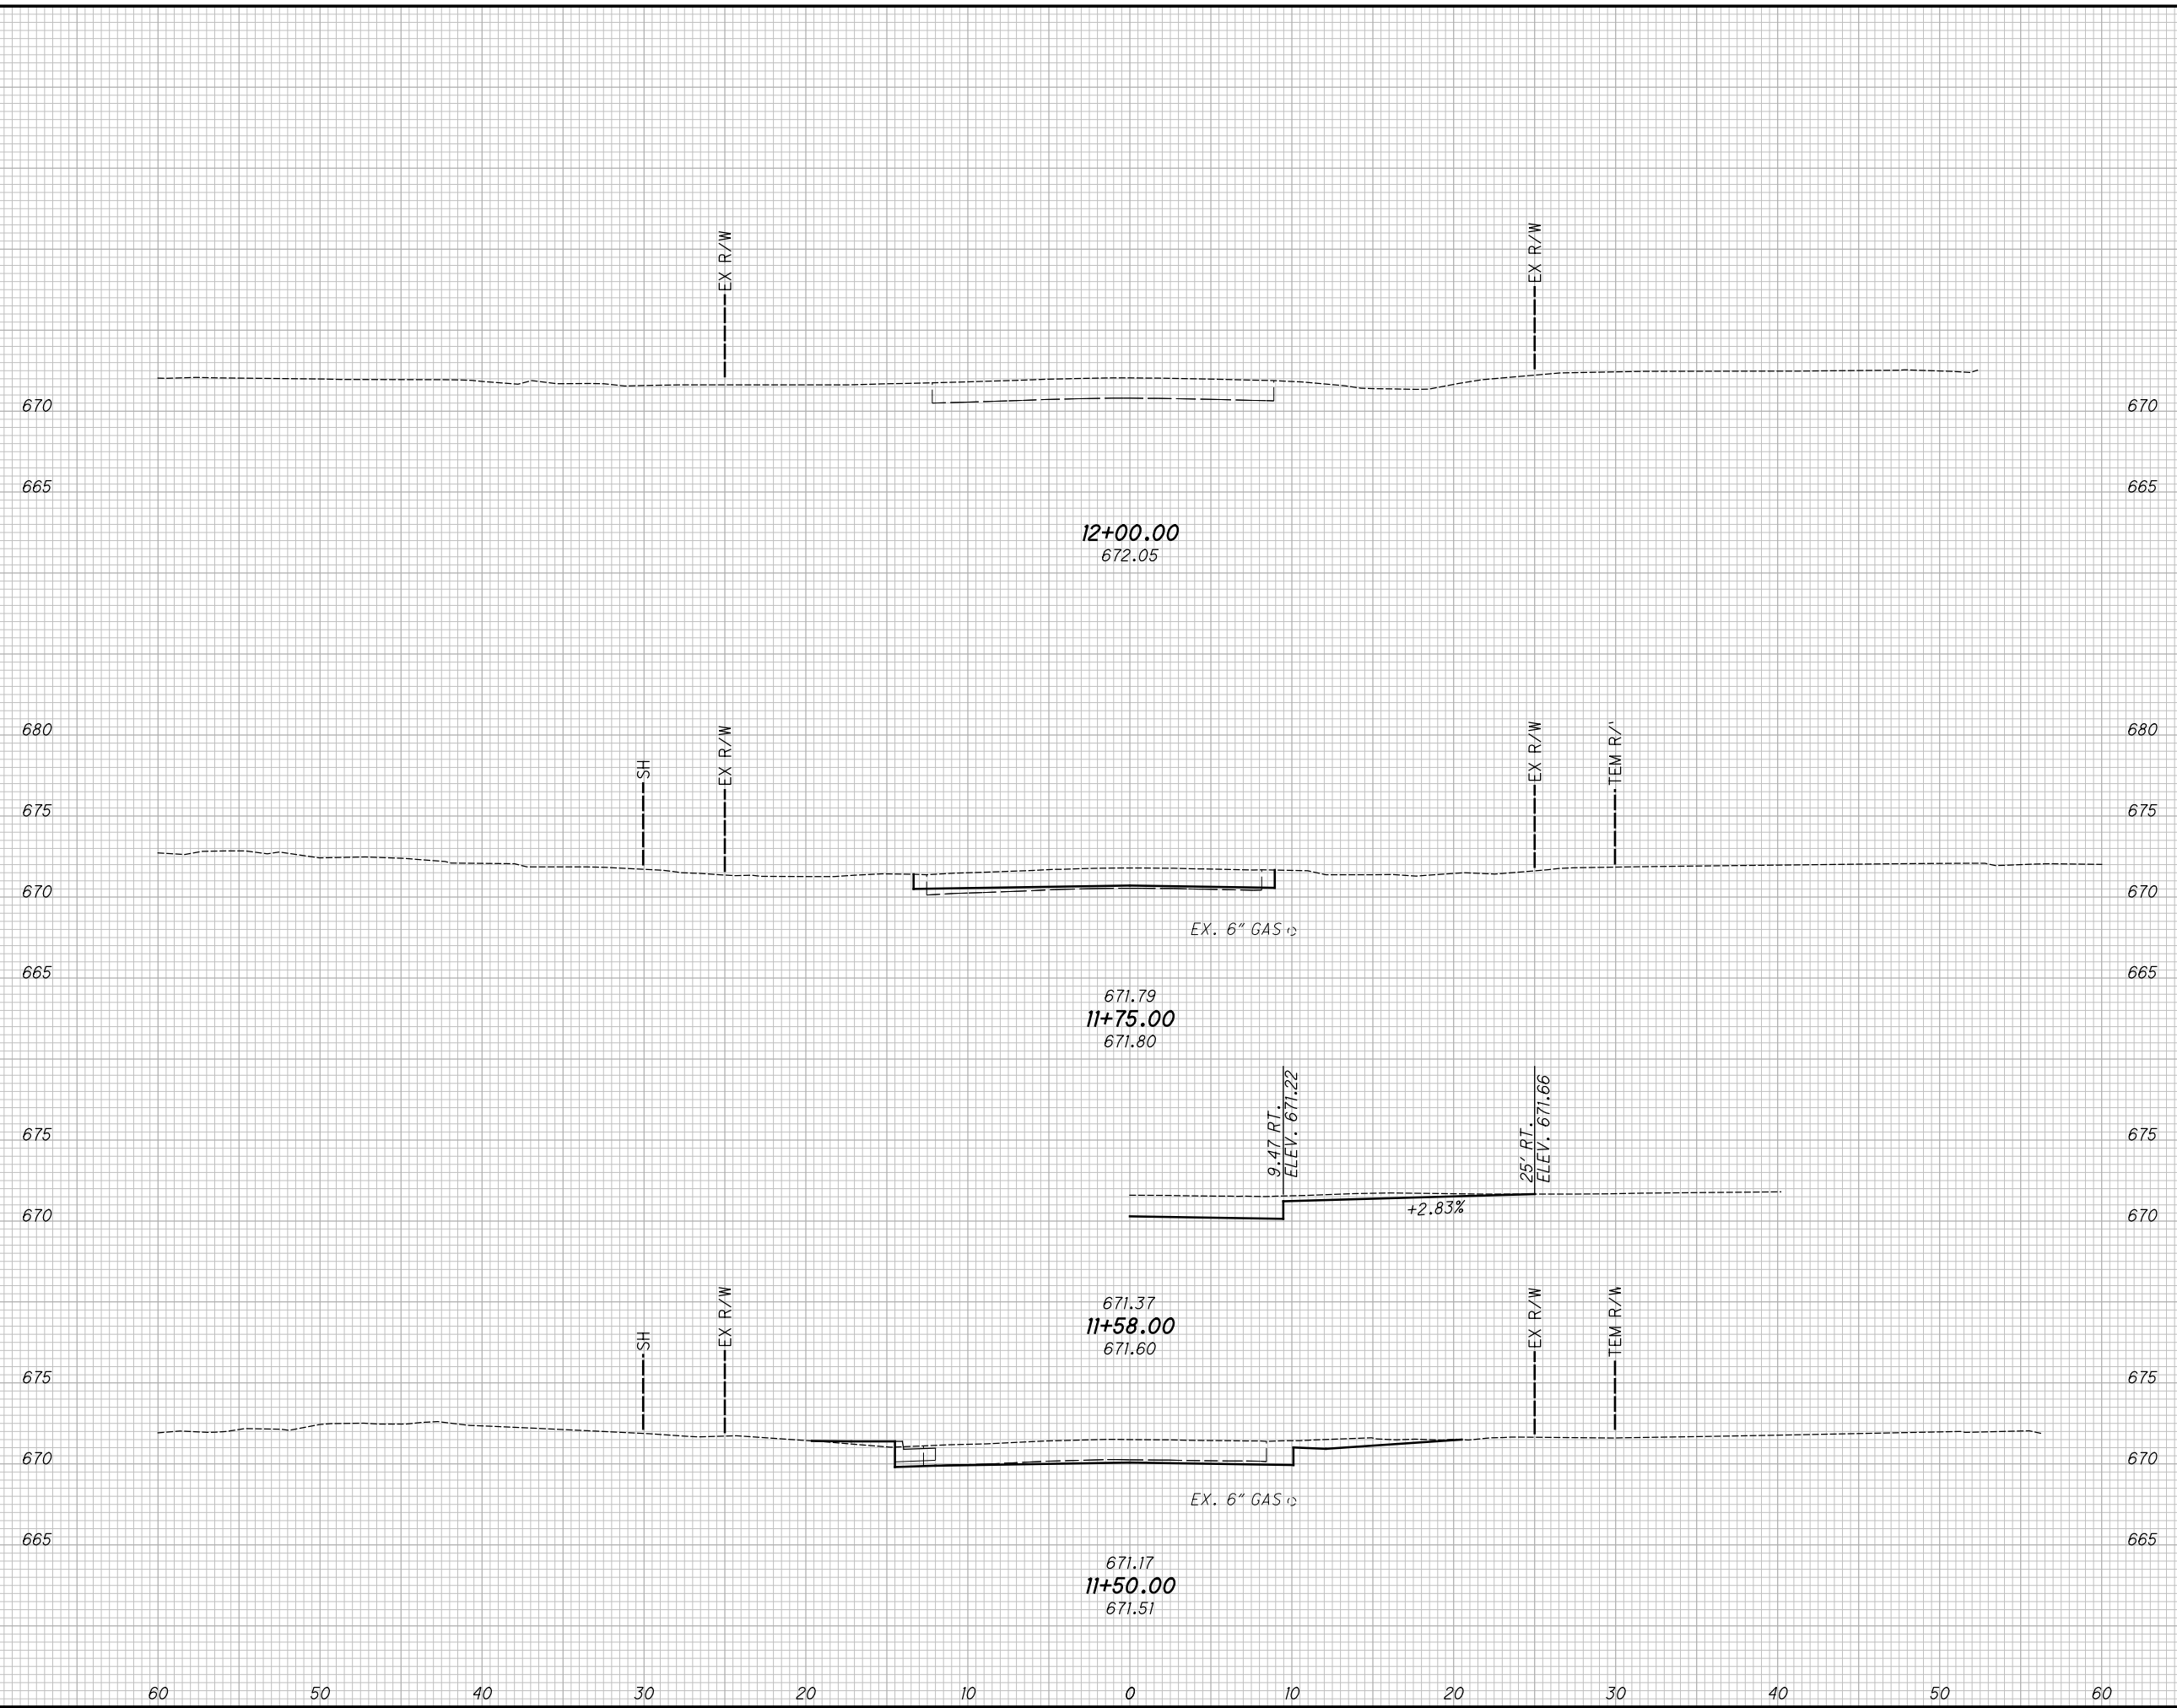 EX R/W
EX R/W
670
670
665
665
12+00.00
672.05
680
680
SH
EX R/W
EX R/W
TEM R/
675
675
670
670
EX. 6" GAS
665
665
671.79
11+75.00
671.80
9.47 RT.
ELEV. 671.22
25' RT.
ELEV. 671.66
675
675
670
+2.83%
670
671.37
11+58.00
671.60
SH
EX R/W
EX R/W
TEM R/W
675
675
670
670
EX. 6" GAS
665
665
671.17
11+50.00
671.51
60 50 40 30 20 10 0 10 20 30 40 50 60